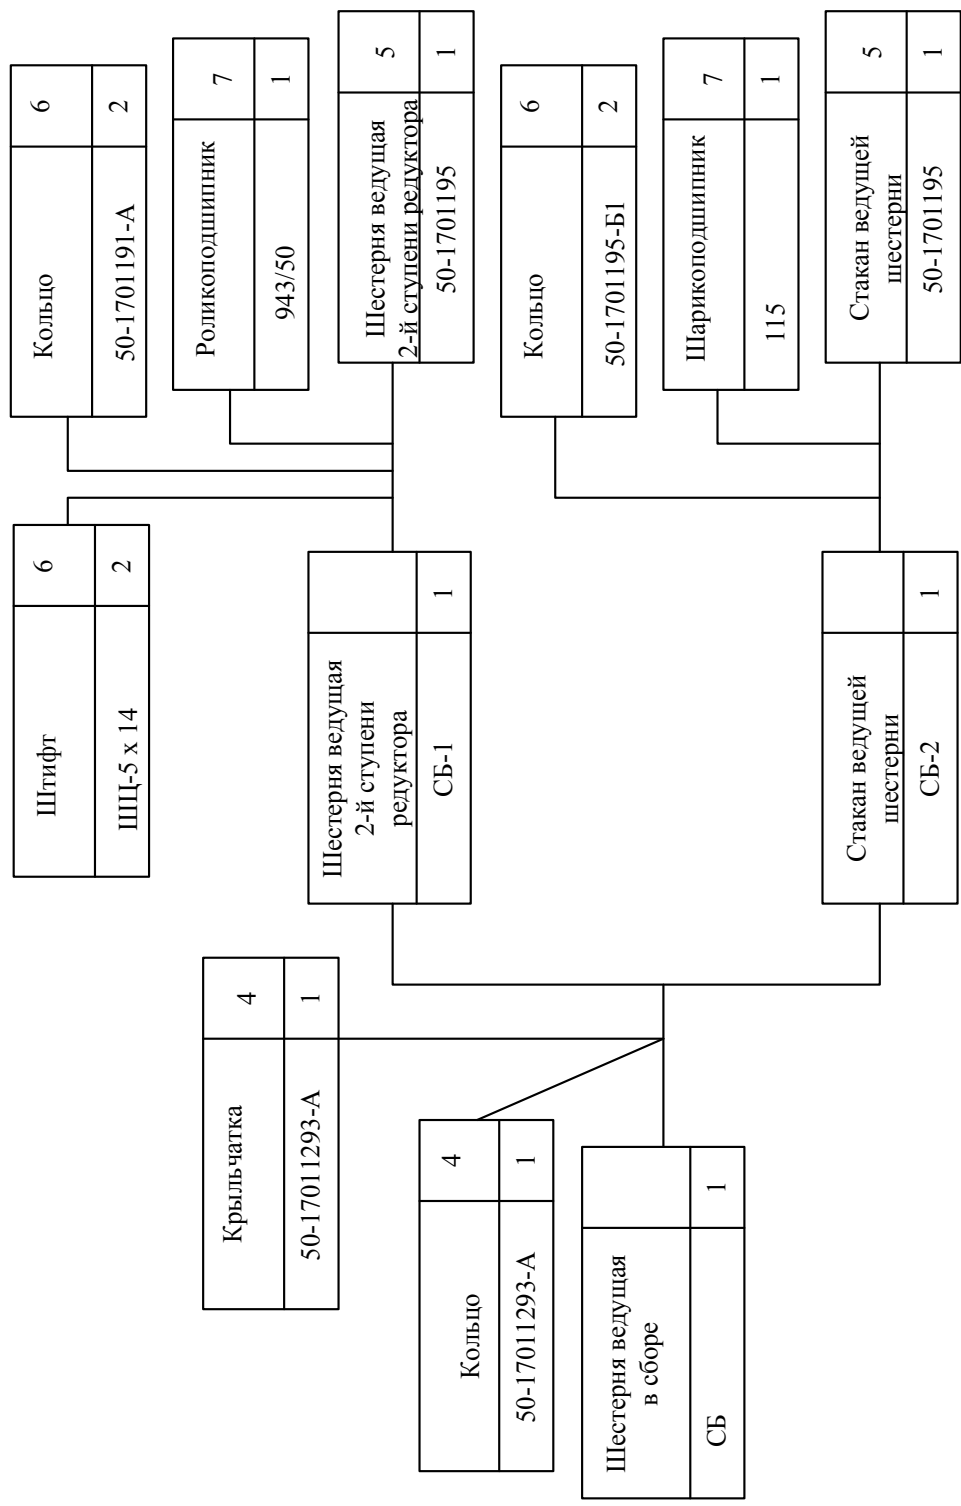 Штифт
6
ШЦ-5 х 14
2
Кольцо
6
50-1701191-А
2
Роликоподшипник
7
943/50
1
Крыльчатка
4
50-17011293-А
1
Шестерня ведущая
2-й ступени
редуктора
СБ-1
1
Шестерня ведущая
2-й ступени редуктора
5
50-1701195
1
Кольцо
4
50-17011293-А
1
Кольцо
6
50-1701195-Б1
2
Шестерня ведущая
в сборе
СБ
1
Шарикоподшипник
7
115
1
Стакан ведущей
шестерни
СБ-2
1
Стакан ведущей
шестерни
5
50-1701195
1